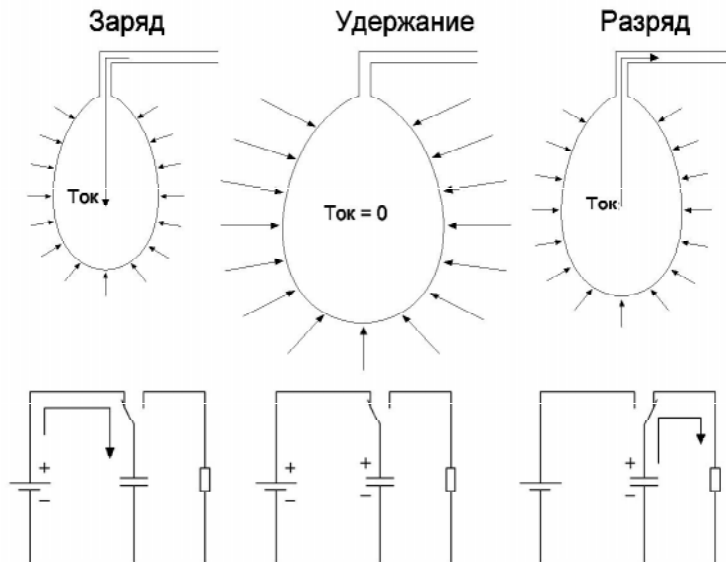 Заряд Удержание Разряд
Ток Ток = 0 Ток
+ + + +
− − − −